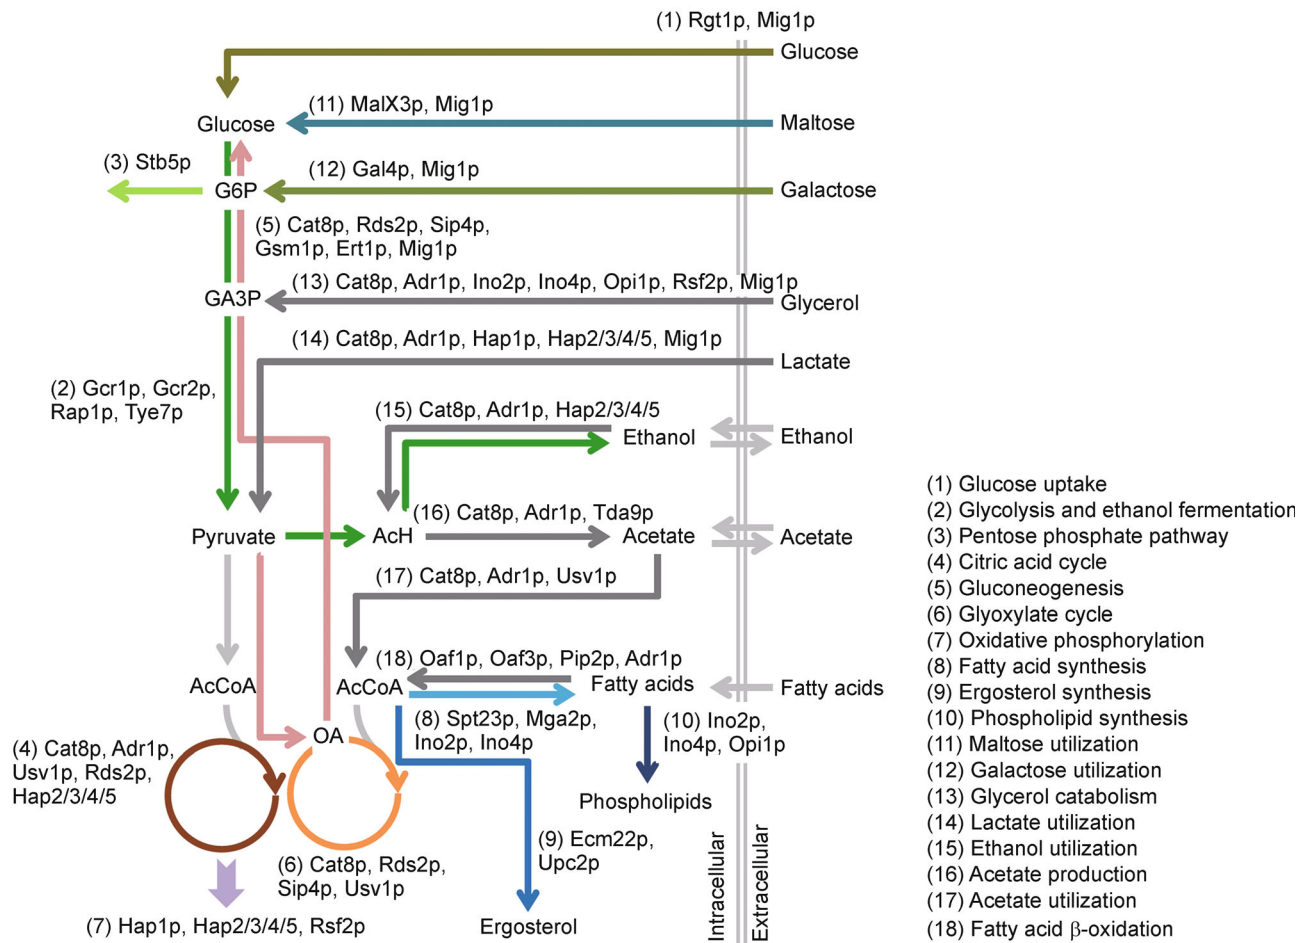 (1) Rgt1p, Mig1p
Glucose
(11) MalX3p, Mig1p
Glucose
Maltose
(3) Stb5p
(12) Gal4p, Mig1p
G6P
Galactose
(5) Cat8p, Rds2p, Sip4p,
Gsm1p, Ert1p, Mig1p
(13) Cat8p, Adr1p, Ino2p, Ino4p, Opi1p, Rsf2p, Mig1p
GA3P
Glycerol
(14) Cat8p, Adr1p, Hap1p, Hap2/3/4/5, Mig1p
Lactate
(2) Gcr1p, Gcr2p,
Rap1p, Tye7p
(15) Cat8p, Adr1p, Hap2/3/4/5
Ethanol
Ethanol
(16) Cat8p, Adr1p, Tda9p
Pyruvate
AcH
Acetate
Acetate
(17) Cat8p, Adr1p, Usv1p
(18) Oaf1p, Oaf3p, Pip2p, Adr1p
AcCoA
AcCoA
Fatty acids
Fatty acids
(8) Spt23p, Mga2p,
Ino2p, Ino4p
(10) Ino2p,
Ino4p, Opi1p
OA
(4) Cat8p, Adr1p,
Usv1p, Rds2p,
Hap2/3/4/5
Phospholipids
(9) Ecm22p,
Upc2p
(6) Cat8p, Rds2p,
Sip4p, Usv1p
(7) Hap1p, Hap2/3/4/5, Rsf2p
Ergosterol
Intracellular
Extracellular
(1) Glucose uptake
(2) Glycolysis and ethanol fermentation
(3) Pentose phosphate pathway
(4) Citric acid cycle
(5) Gluconeogenesis
(6) Glyoxylate cycle
(7) Oxidative phosphorylation
(8) Fatty acid synthesis
(9) Ergosterol synthesis
(10) Phospholipid synthesis
(11) Maltose utilization
(12) Galactose utilization
(13) Glycerol catabolism
(14) Lactate utilization
(15) Ethanol utilization
(16) Acetate production
(17) Acetate utilization
(18) Fatty acid β-oxidation